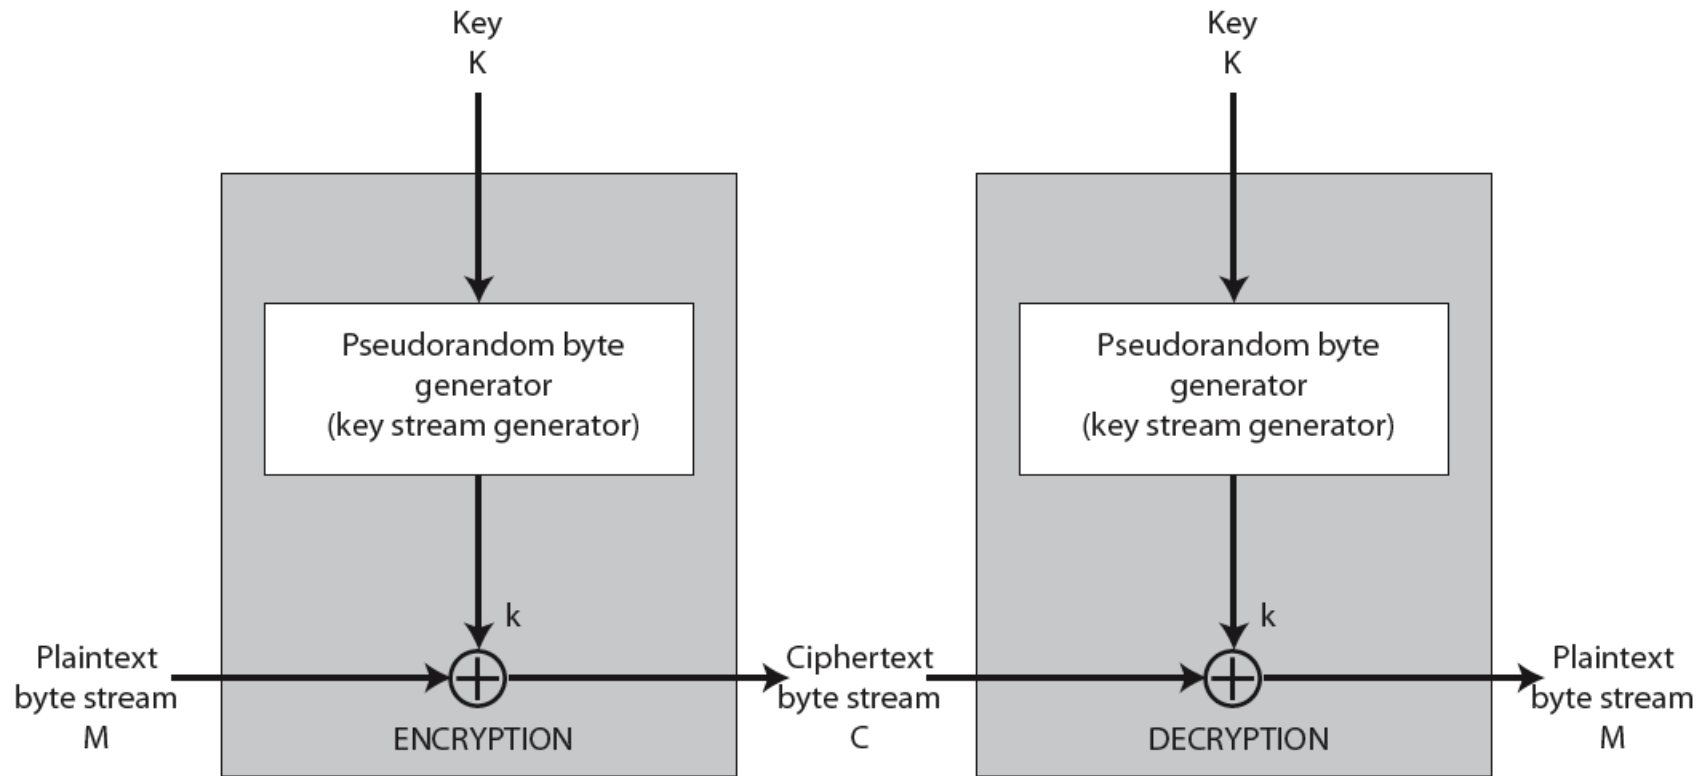 Key
K
Key
K
Pseudorandom byte
generator
(key stream generator)
Pseudorandom byte
generator
(key stream generator)
k
k
Plaintext
byte stream
M
ENCRYPTION
Ciphertext
byte stream
C
DECRYPTION
Plaintext
byte stream
M